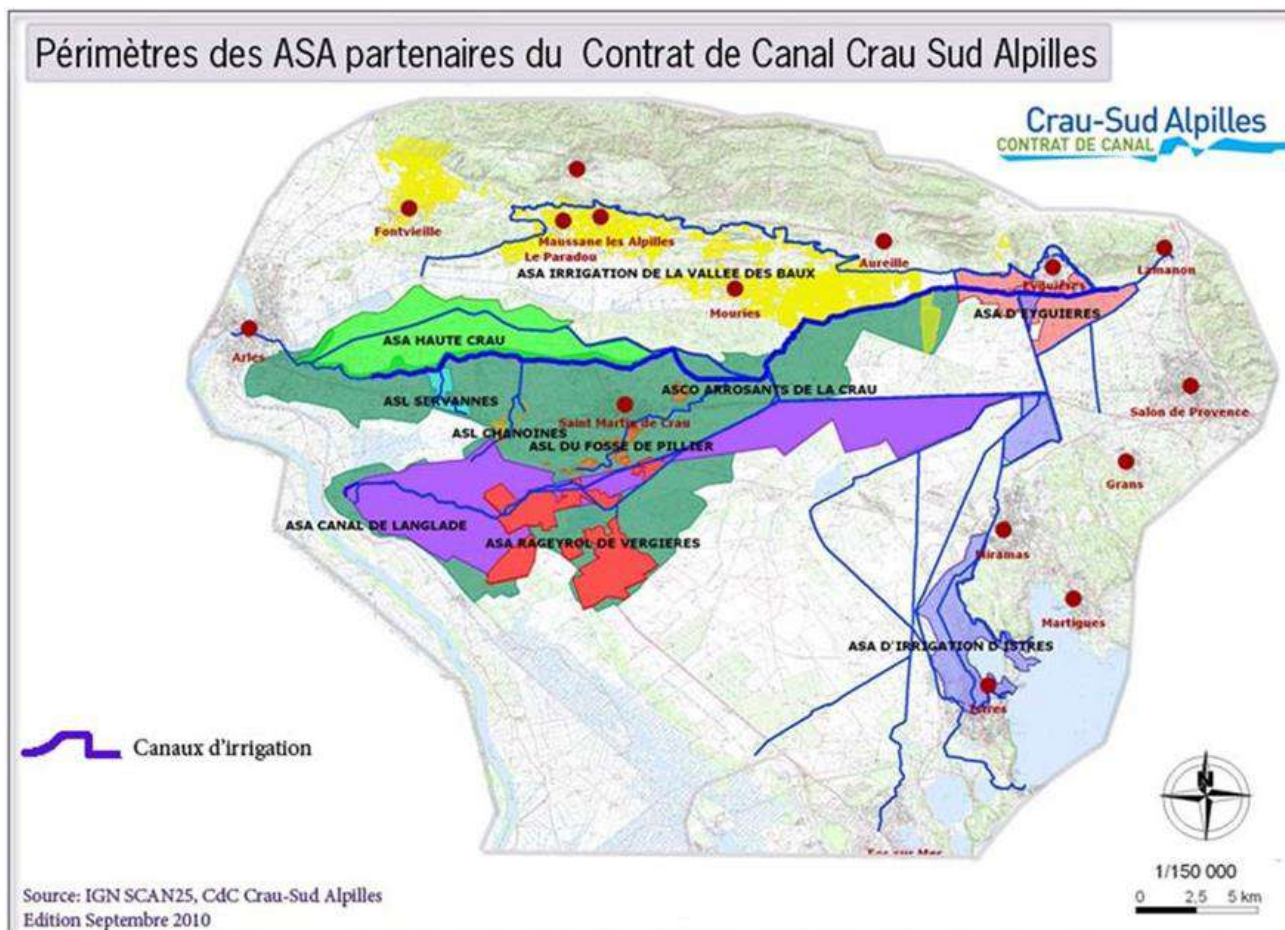 Périmètres des ASA partenaires du Contrat de Canal Crau Sud Alpilles
Crau-Sud Alpilles
CONTRAT DE CANAL
Fontvieille
Maussane les Alpilles
Le Paradou
ASA IRRIGATION DE LA VALLEE DES BAUX
Aureille
Lamanon
Eyguières
Mouries
ASA D'EYGUIERES
Arles
ASA HAUTE CRAU
ASCO ARROSANTS DE LA CRAU
Salon de Provence
ASL SERVANNES
Saint Martin de Crau
ASL CHANOINES
ASL DU FOSSE DE PILLIER
Grans
ASA CANAL DE LANGLADE
ASA RAGEYROL DE VERGIERES
Miramas
Martigues
ASA D'IRRIGATION D'ISTRES
Istres
Canaux d'irrigation
N
1/150 000
0 2,5 5 km
Source: IGN SCAN25, CdC Crau-Sud Alpilles
Edition Septembre 2010